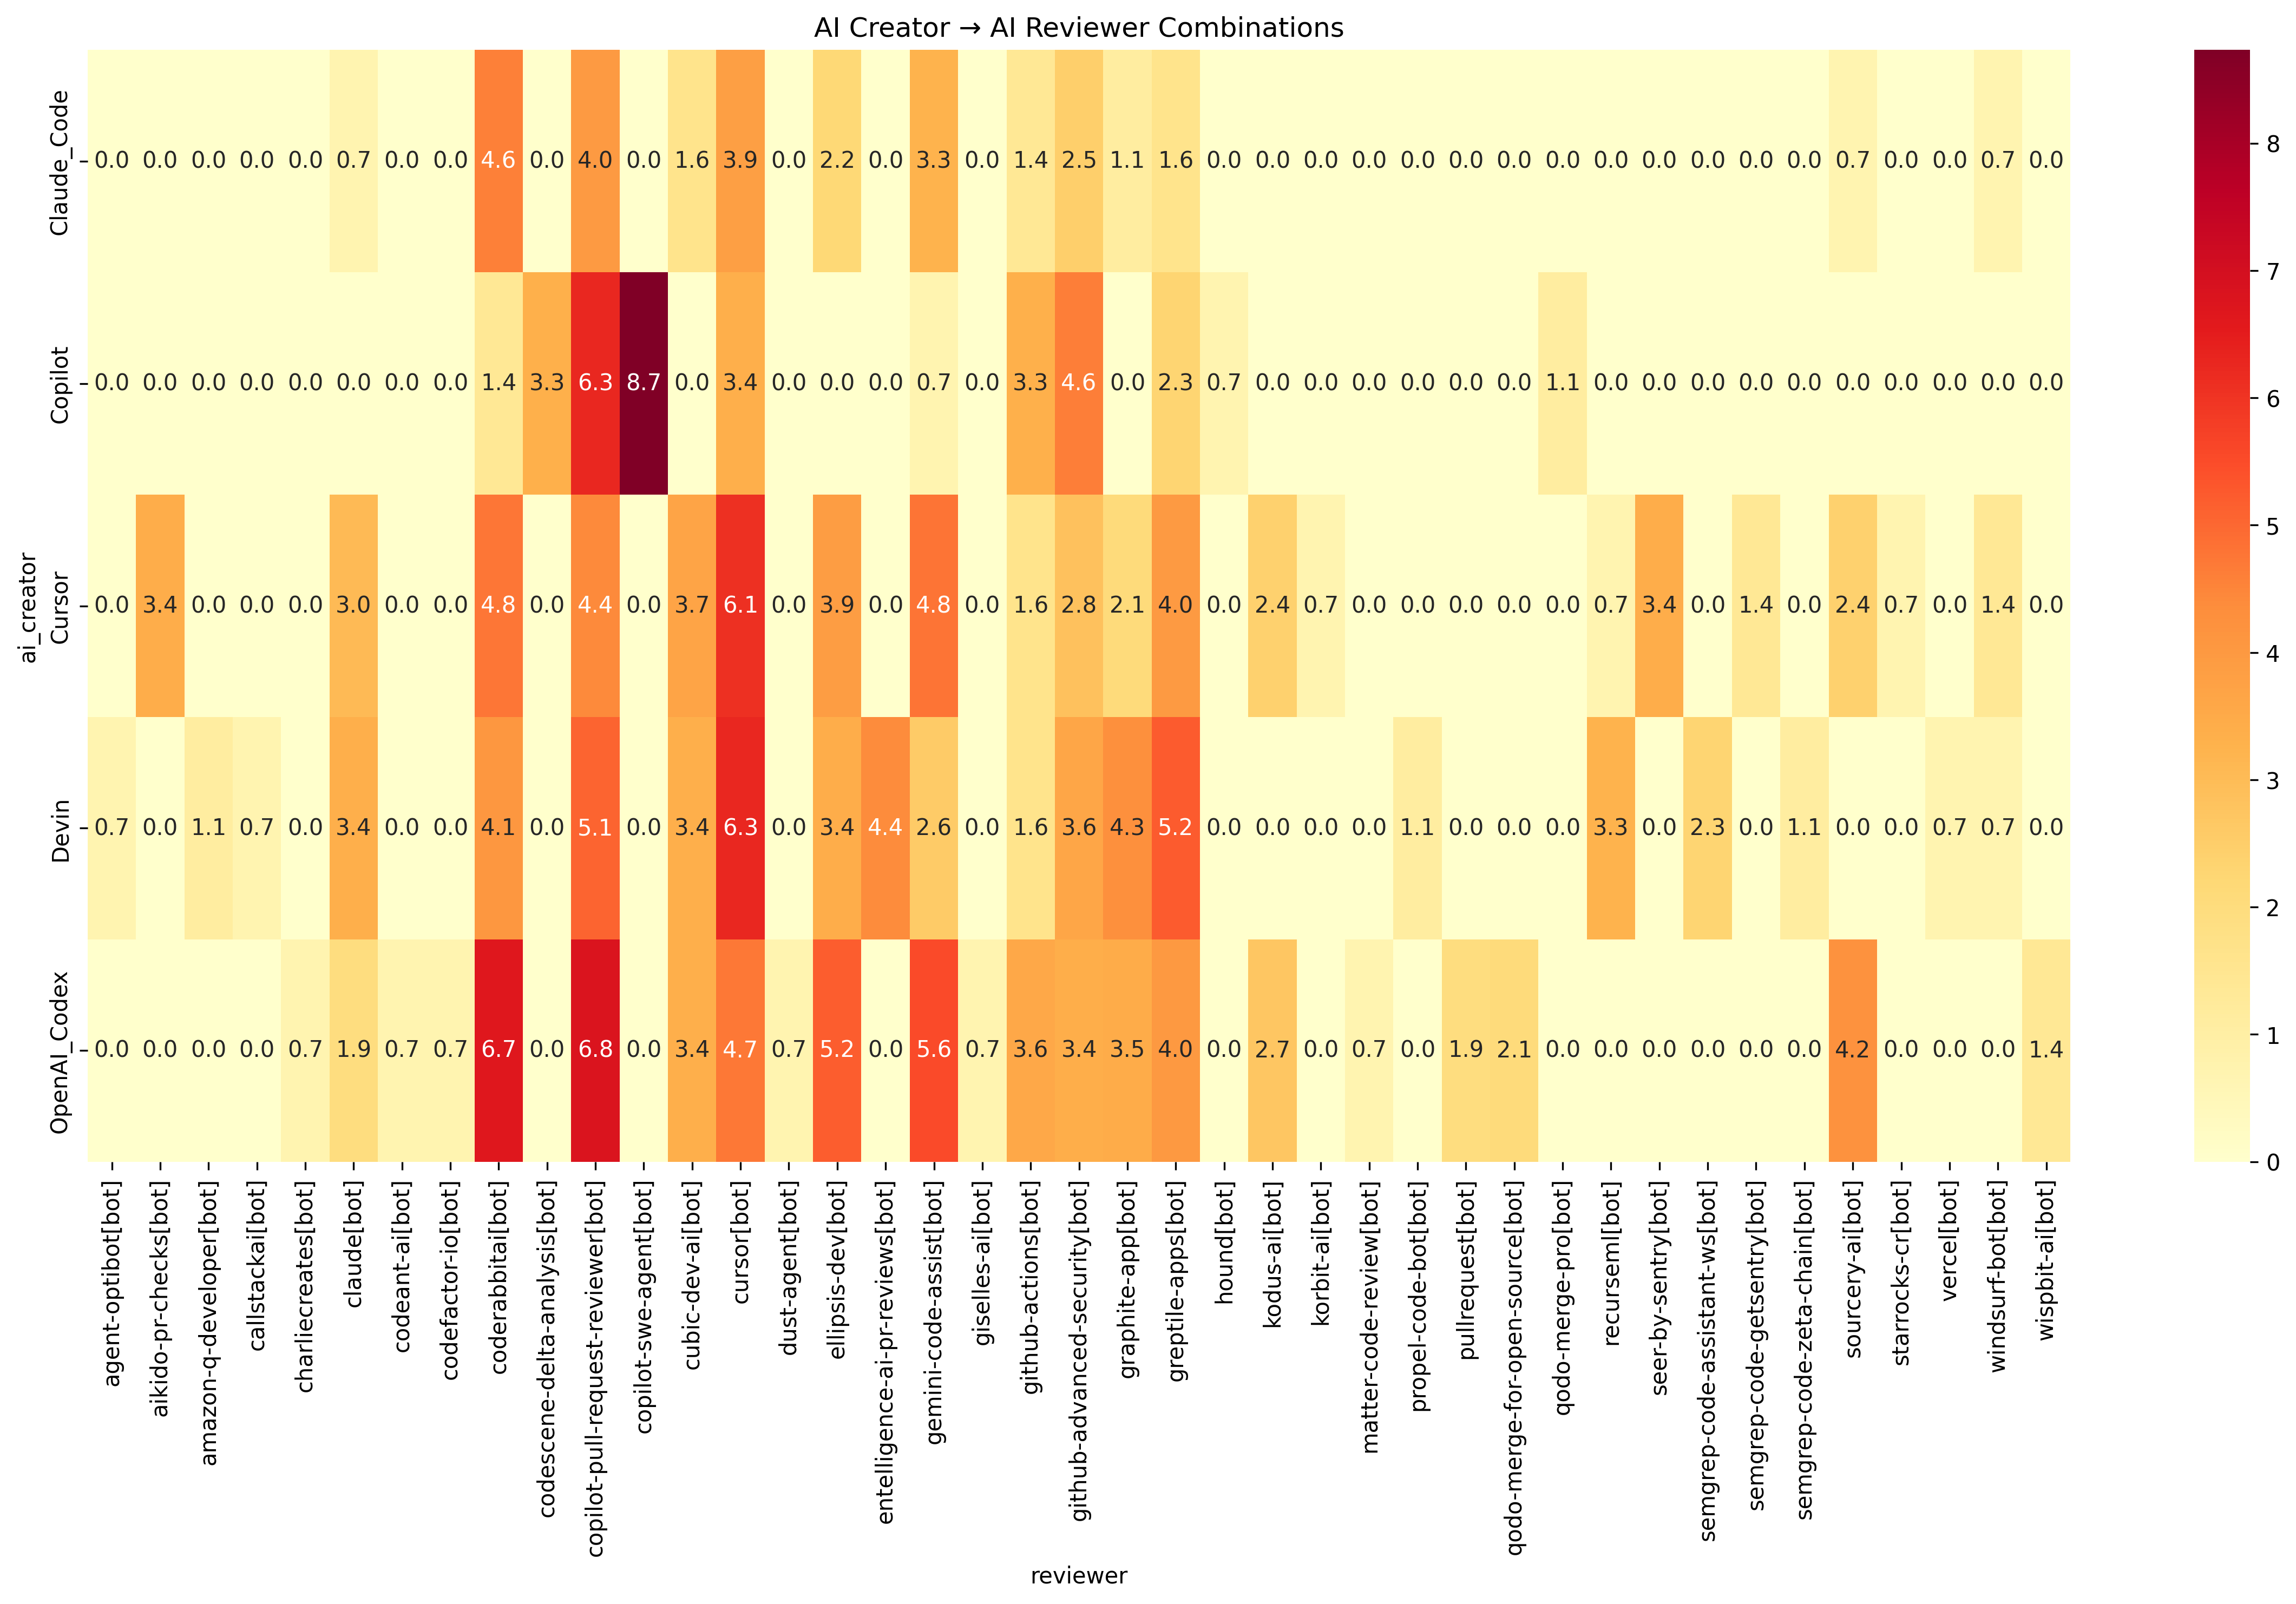 AI Creator → AI Reviewer Combinations
ai_creator
Claude_Code
0.0 0.0 0.0 0.0 0.0 0.7 0.0 0.0 4.6 0.0 4.0 0.0 1.6 3.9 0.0 2.2 0.0 3.3 0.0 1.4 2.5 1.1 1.6 0.0 0.0 0.0 0.0 0.0 0.0 0.0 0.0 0.0 0.0 0.0 0.0 0.0 0.7 0.0 0.0 0.7 0.0
Copilot
0.0 0.0 0.0 0.0 0.0 0.0 0.0 0.0 1.4 3.3 6.3 8.7 0.0 3.4 0.0 0.0 0.0 0.7 0.0 3.3 4.6 0.0 2.3 0.7 0.0 0.0 0.0 0.0 0.0 0.0 1.1 0.0 0.0 0.0 0.0 0.0 0.0 0.0 0.0 0.0 0.0
Cursor
0.0 3.4 0.0 0.0 0.0 3.0 0.0 0.0 4.8 0.0 4.4 0.0 3.7 6.1 0.0 3.9 0.0 4.8 0.0 1.6 2.8 2.1 4.0 0.0 2.4 0.7 0.0 0.0 0.0 0.0 0.0 0.7 3.4 0.0 1.4 0.0 2.4 0.7 0.0 1.4 0.0
Devin
0.7 0.0 1.1 0.7 0.0 3.4 0.0 0.0 4.1 0.0 5.1 0.0 3.4 6.3 0.0 3.4 4.4 2.6 0.0 1.6 3.6 4.3 5.2 0.0 0.0 0.0 0.0 1.1 0.0 0.0 0.0 3.3 0.0 2.3 0.0 1.1 0.0 0.0 0.7 0.7 0.0
OpenAI_Codex
0.0 0.0 0.0 0.0 0.7 1.9 0.7 0.7 6.7 0.0 6.8 0.0 3.4 4.7 0.7 5.2 0.0 5.6 0.7 3.6 3.4 3.5 4.0 0.0 2.7 0.0 0.7 0.0 1.9 2.1 0.0 0.0 0.0 0.0 0.0 0.0 4.2 0.0 0.0 0.0 1.4
agent-optibot[bot]
aikido-pr-checks[bot]
amazon-q-developer[bot]
callstackai[bot]
charliecreates[bot]
claude[bot]
codeant-ai[bot]
codefactor-io[bot]
coderabbitai[bot]
codescene-delta-analysis[bot]
copilot-pull-request-reviewer[bot]
copilot-swe-agent[bot]
cubic-dev-ai[bot]
cursor[bot]
dust-agent[bot]
ellipsis-dev[bot]
entelligence-ai-pr-reviews[bot]
gemini-code-assist[bot]
giselles-ai[bot]
github-actions[bot]
github-advanced-security[bot]
graphite-app[bot]
greptile-apps[bot]
hound[bot]
kodus-ai[bot]
korbit-ai[bot]
matter-code-review[bot]
propel-code-bot[bot]
pullrequest[bot]
qodo-merge-for-open-source[bot]
qodo-merge-pro[bot]
recurseml[bot]
seer-by-sentry[bot]
semgrep-code-assistant-ws[bot]
semgrep-code-getsentry[bot]
semgrep-code-zeta-chain[bot]
sourcery-ai[bot]
starrocks-cr[bot]
vercel[bot]
windsurf-bot[bot]
wispbit-ai[bot]
reviewer
8
7
6
5
4
3
2
1
0